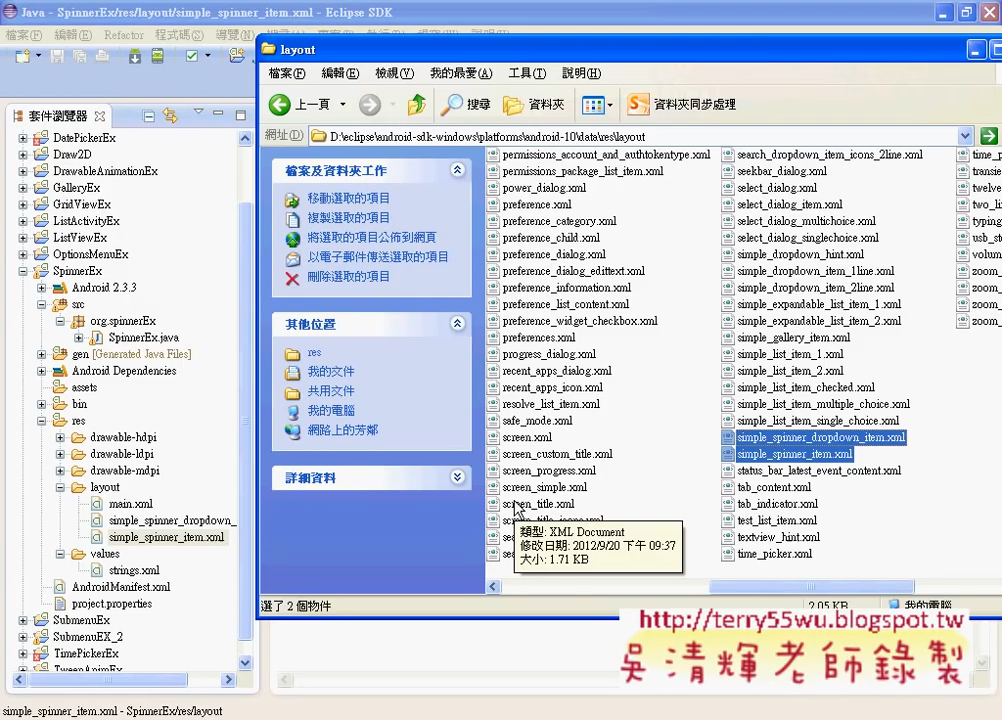 Java - SpinnerEx/res/layout/simple_spinner_item.xml - Eclipse SDK
檔案(F) 編輯(E) Refactor 程式碼(S) 導覽(N)
套件瀏覽器
DatePickerEx
Draw2D
DrawableAnimationEx
GalleryEx
GridViewEx
ListActivityEx
ListViewEx
OptionsMenuEx
SpinnerEx
Android 2.3.3
src
org.spinnerEx
SpinnerEx.java
gen [Generated Java Files]
Android Dependencies
assets
bin
res
drawable-hdpi
drawable-ldpi
drawable-mdpi
layout
main.xml
simple_spinner_dropdown_
simple_spinner_item.xml
values
strings.xml
AndroidManifest.xml
project.properties
SubmenuEx
SubmenuEX_2
TimePickerEx
TweenAnimEx
simple_spinner_item.xml - SpinnerEx/res/layout
layout
檔案(F) 編輯(E) 檢視(V) 我的最愛(A) 工具(T) 說明(H)
上一頁 搜尋 資料夾 資料夾同步處理
網址(D) D:\eclipse\android-sdk-windows\platforms\android-10\data\res\layout
檔案及資料夾工作
移動選取的項目
複製選取的項目
將選取的項目公佈到網頁
以電子郵件傳送選取的項目
刪除選取的項目
其他位置
res
我的文件
共用文件
我的電腦
網路上的芳鄰
詳細資料
permissions_account_and_authtokentype.xml
permissions_package_list_item.xml
power_dialog.xml
preference.xml
preference_category.xml
preference_child.xml
preference_dialog.xml
preference_dialog_edittext.xml
preference_information.xml
preference_list_content.xml
preference_widget_checkbox.xml
preferences.xml
progress_dialog.xml
recent_apps_dialog.xml
recent_apps_icon.xml
resolve_list_item.xml
safe_mode.xml
screen.xml
screen_custom_title.xml
screen_progress.xml
screen_simple.xml
screen_title.xml
screen_title_icons.xml
類型: XML Document
修改日期: 2012/9/20 下午 09:37
大小: 1.71 KB
search_dropdown_item_icons_2line.xml
seekbar_dialog.xml
select_dialog.xml
select_dialog_item.xml
select_dialog_multichoice.xml
select_dialog_singlechoice.xml
simple_dropdown_hint.xml
simple_dropdown_item_1line.xml
simple_dropdown_item_2line.xml
simple_expandable_list_item_1.xml
simple_expandable_list_item_2.xml
simple_gallery_item.xml
simple_list_item_1.xml
simple_list_item_2.xml
simple_list_item_checked.xml
simple_list_item_multiple_choice.xml
simple_list_item_single_choice.xml
simple_spinner_dropdown_item.xml
simple_spinner_item.xml
status_bar_latest_event_content.xml
tab_content.xml
tab_indicator.xml
test_list_item.xml
textview_hint.xml
time_picker.xml
time_p
transie
tweet
two_li
typing
usb_st
volum
zoom_
zoom_
zoom_
選了 2 個物件 2.05 KB 我的電腦
http://terry55wu.blogspot.tw
吳清輝老師錄製